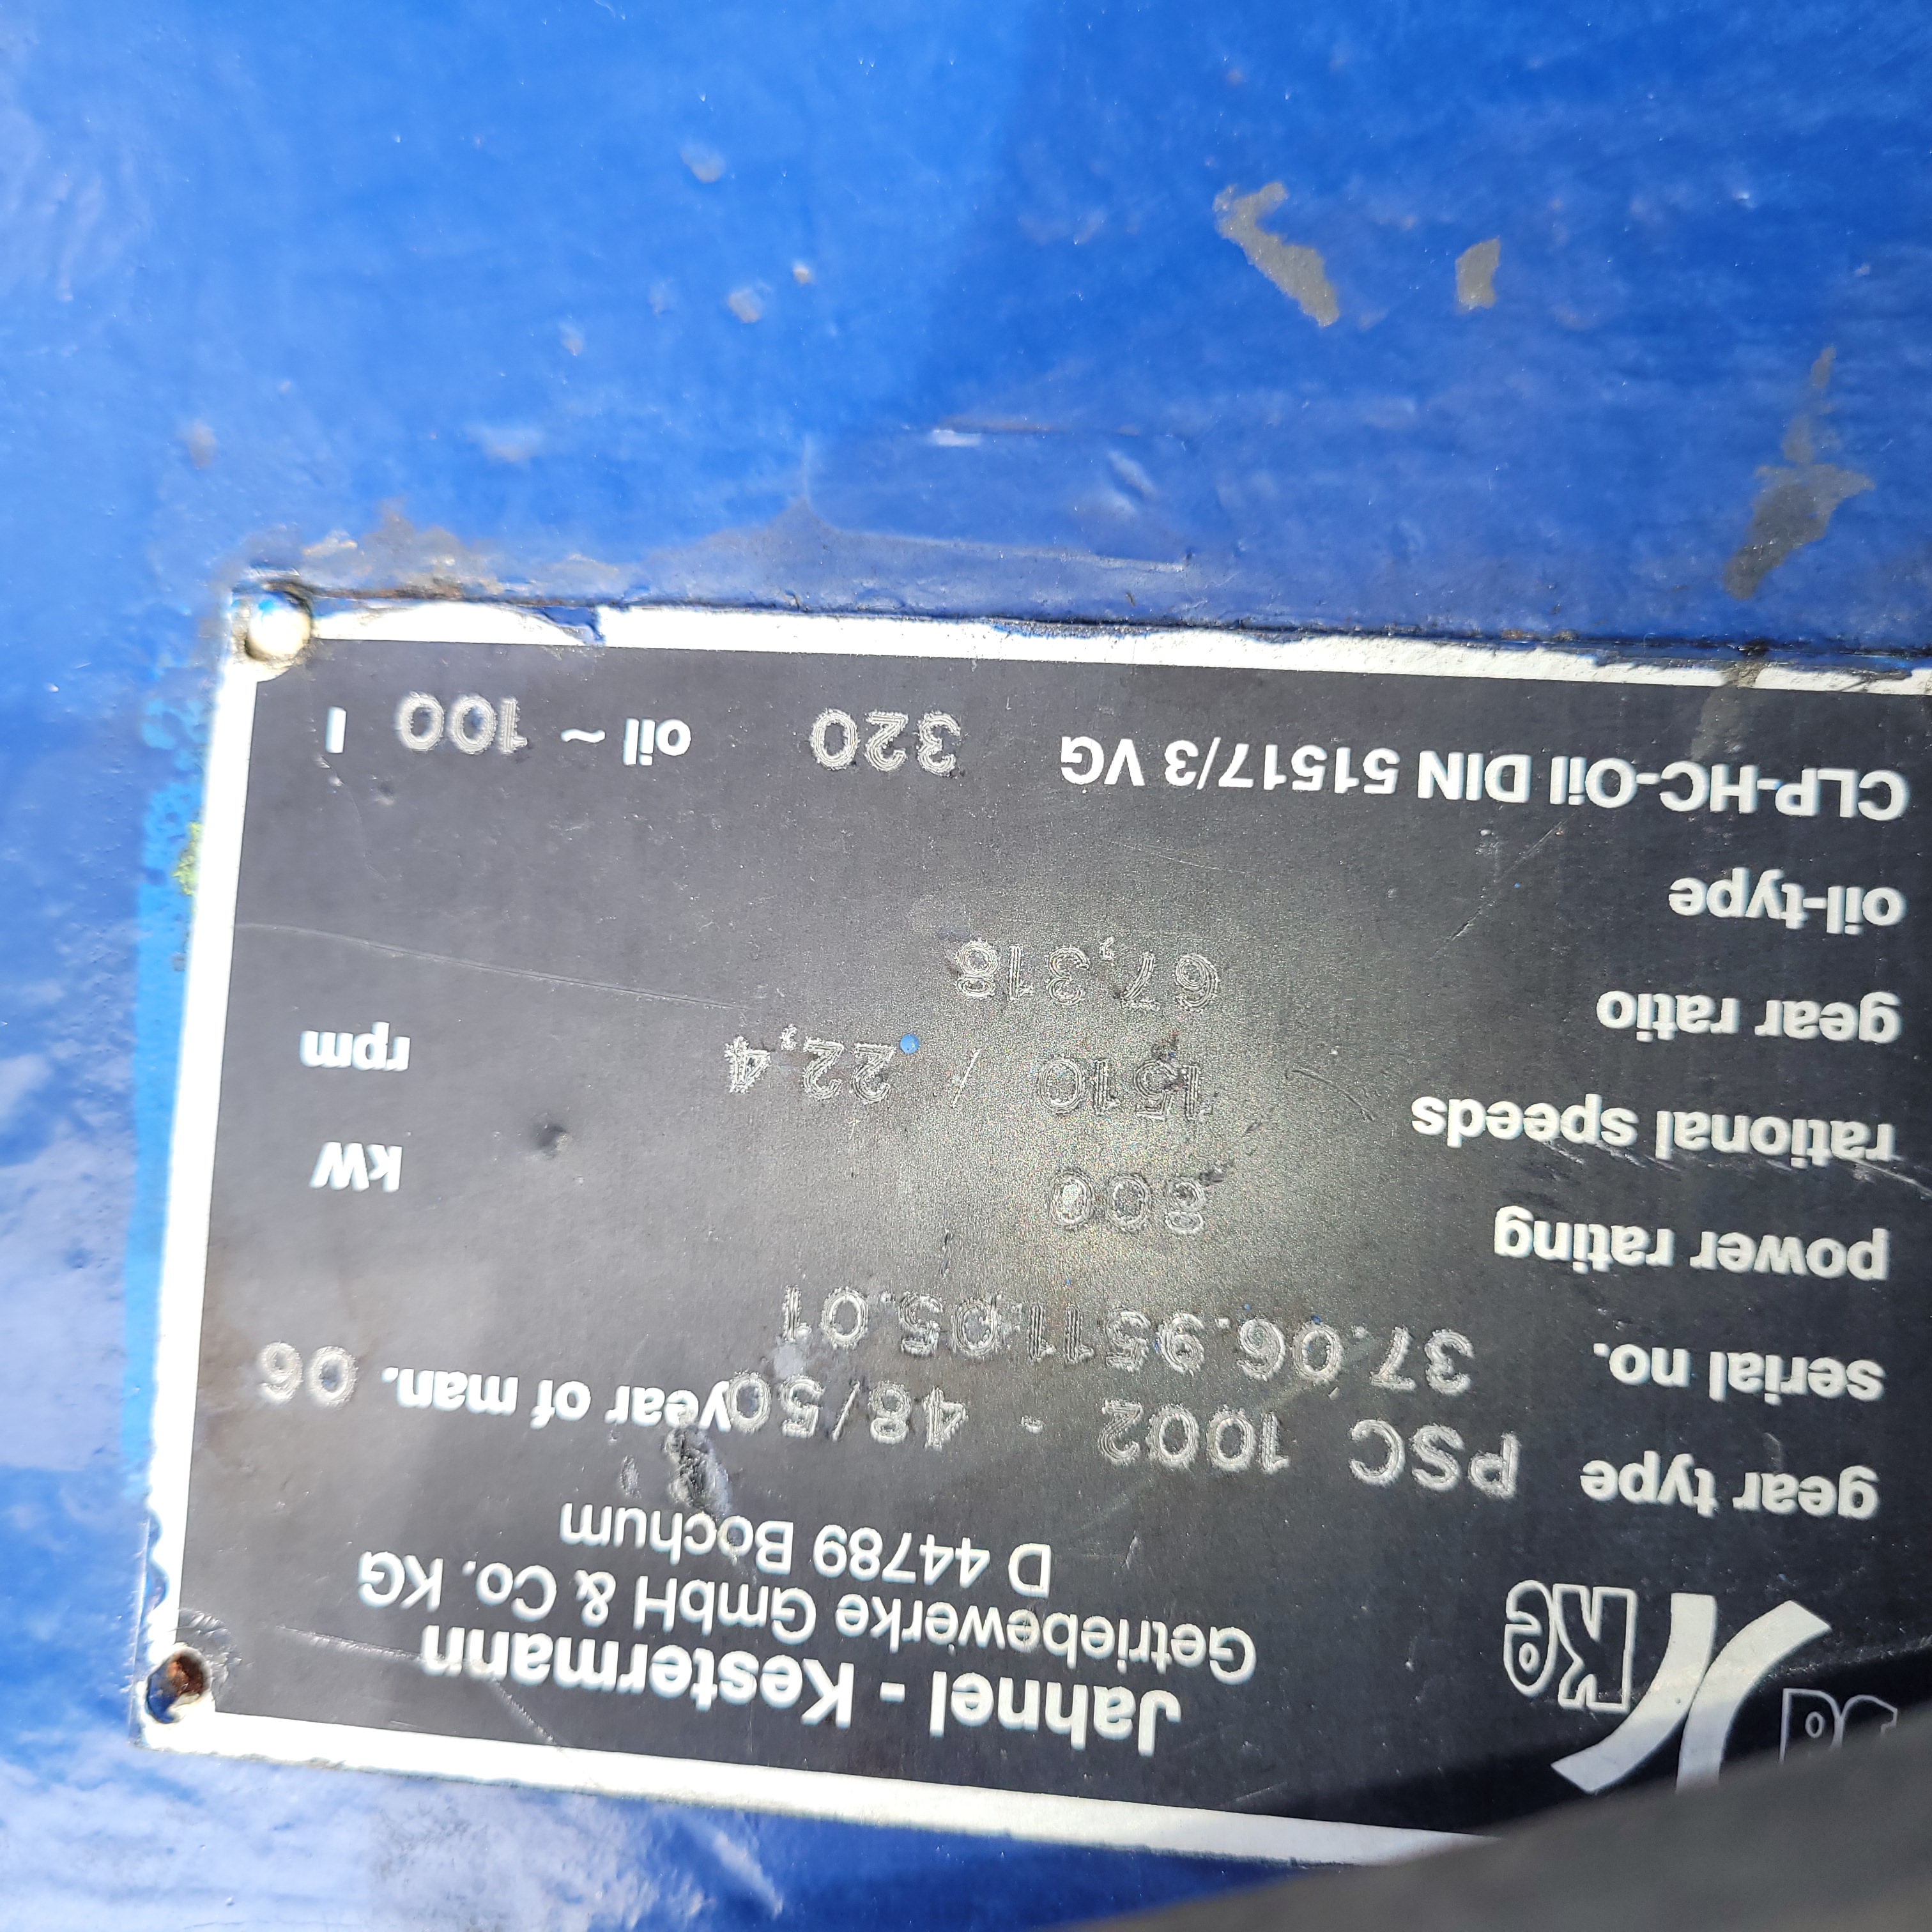 Jahnel - Kestermann
Getriebewerke GmbH & Co. KG
D 44789 Bochum
gear type PSC 1002 - 48/50 year of man. 06
serial no. 37.06.9511.05.01
power rating 800 kW
rational speeds 1510 / 22,4 rpm
gear ratio 67,318
oil-type
CLP-HC-Oil DIN 51517/3 VG 320 oil ~ 100 l